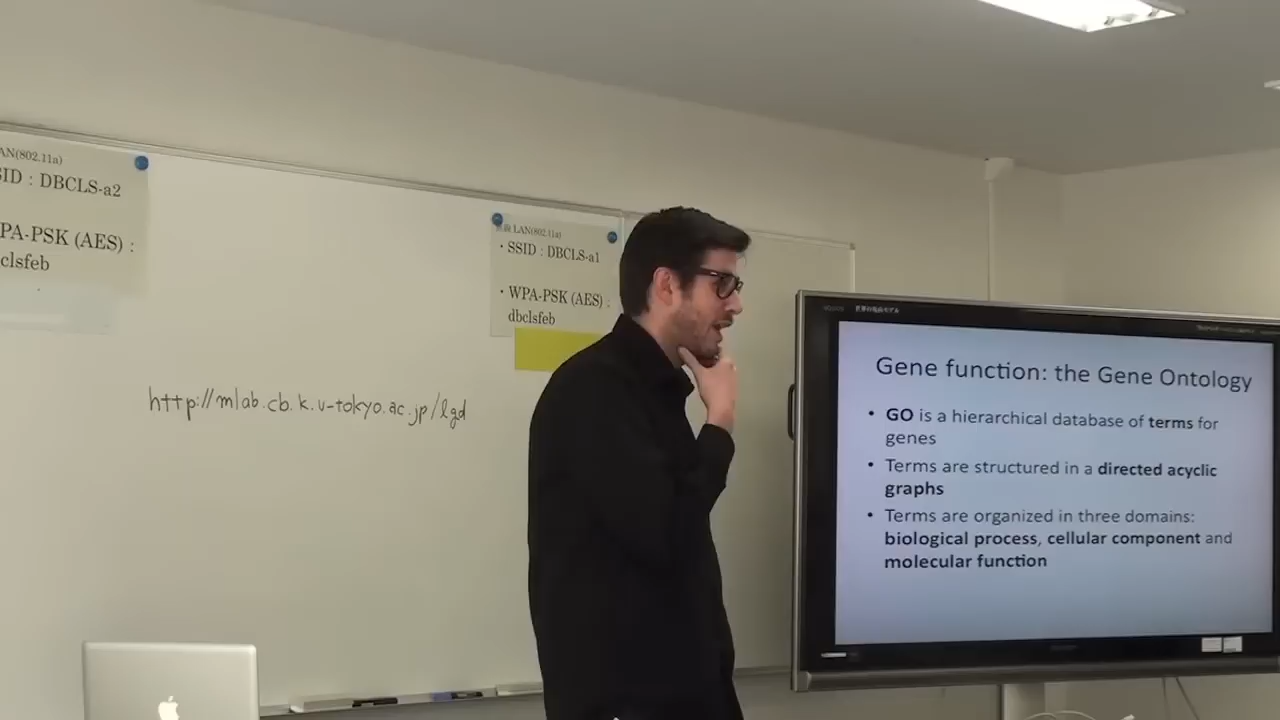 AN(802.11a)
SID : DBCLS-a2
PA-PSK (AES) :
clsfeb
LAN(802.11a)
・SSID : DBCLS-a1
・WPA-PSK (AES) :
dbclsfeb
http://mlab.cb.k.u-tokyo.ac.jp/lgd
Gene function: the Gene Ontology
• GO is a hierarchical database of terms for
genes
• Terms are structured in a directed acyclic
graphs
• Terms are organized in three domains:
biological process, cellular component and
molecular function